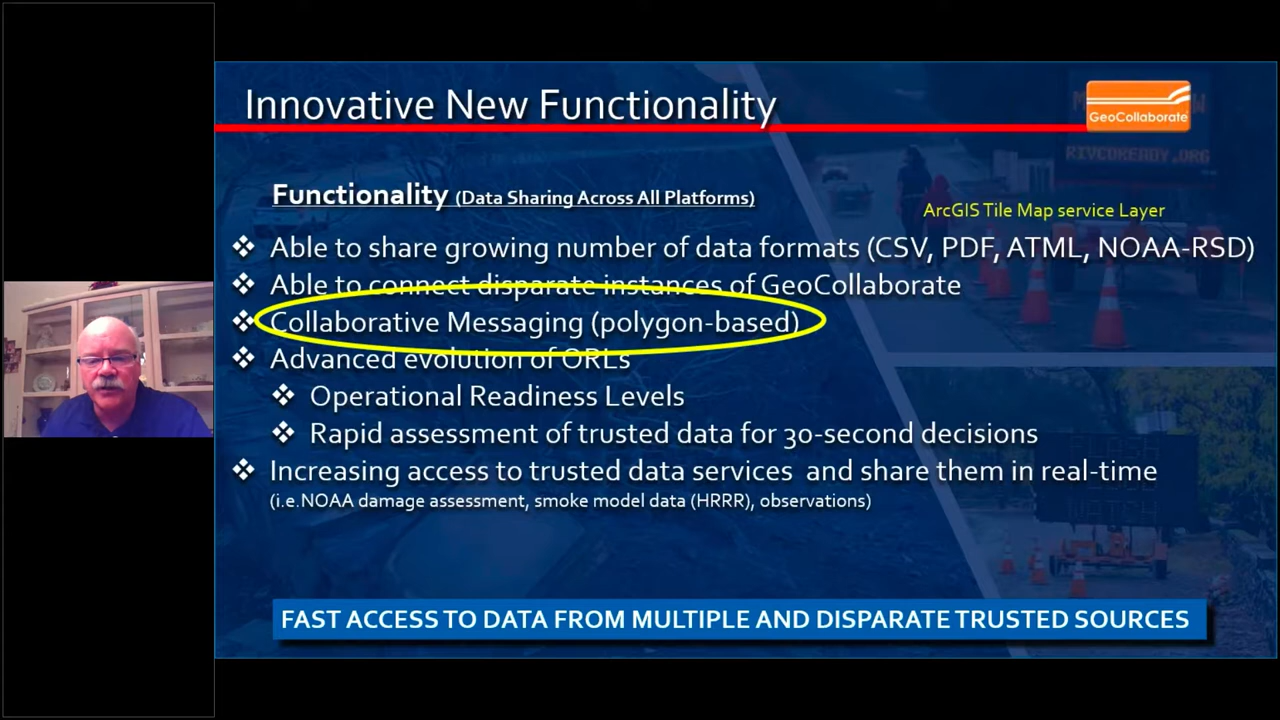 Innovative New Functionality
GeoCollaborate
RIVCOREADY.ORG
Functionality (Data Sharing Across All Platforms)
ArcGIS Tile Map service Layer
❖ Able to share growing number of data formats (CSV, PDF, ATML, NOAA-RSD)
❖ Able to connect disparate instances of GeoCollaborate
❖ Collaborative Messaging (polygon-based)
❖ Advanced evolution of ORLs
❖ Operational Readiness Levels
❖ Rapid assessment of trusted data for 30-second decisions
❖ Increasing access to trusted data services and share them in real-time
(i.e.NOAA damage assessment, smoke model data (HRRR), observations)
FAST ACCESS TO DATA FROM MULTIPLE AND DISPARATE TRUSTED SOURCES